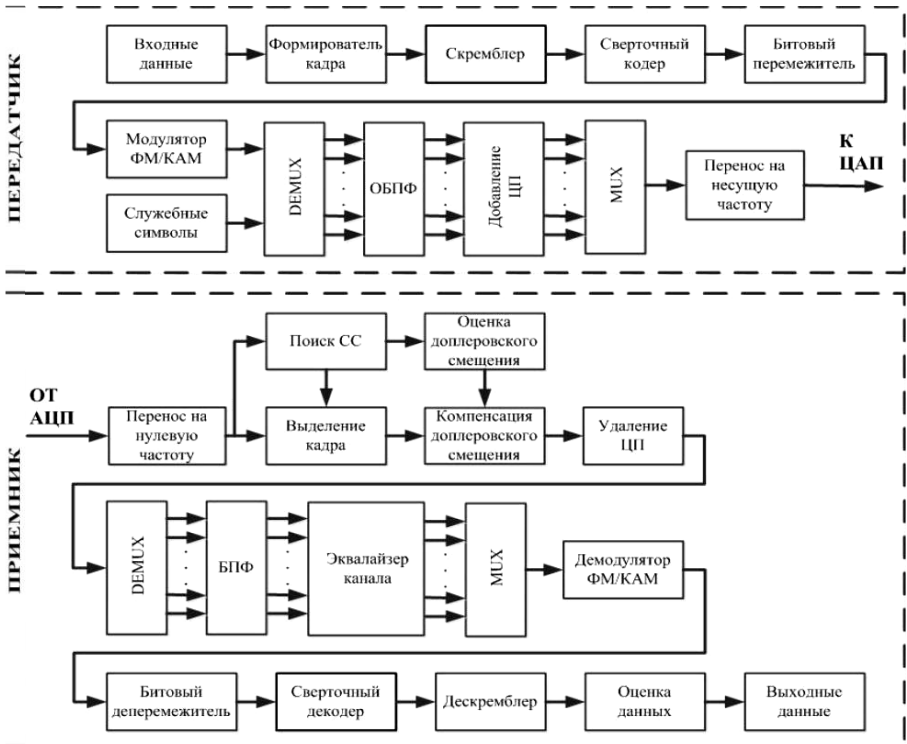 ПЕРЕДАТЧИК
Входные
данные
Формирователь
кадра
Скремблер
Сверточный
кодер
Битовый
перемежитель
Модулятор
ФМ/КАМ
Служебные
символы
DEMUX
ОБПФ
Добавление
ЦП
MUX
Перенос на
несущую
частоту
К
ЦАП
ПРИЕМНИК
ОТ
АЦП
Перенос на
нулевую
частоту
Поиск СС
Оценка
доплеровского
смещения
Выделение
кадра
Компенсация
доплеровского
смещения
Удаление
ЦП
DEMUX
БПФ
Эквалайзер
канала
MUX
Демодулятор
ФМ/КАМ
Битовый
деперемежитель
Сверточный
декодер
Дескремблер
Оценка
данных
Выходные
данные